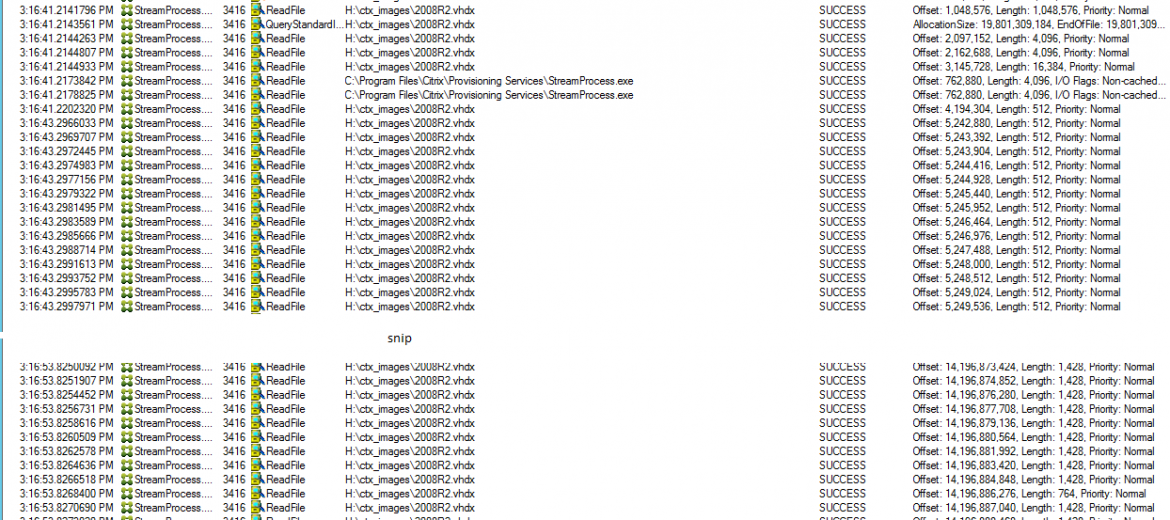 3:16:41.2141796 PM StreamProcess.... 3416 ReadFile H:\ctx_images\2008R2.vhdx SUCCESS Offset: 1,048,576, Length: 1,048,576, Priority: Normal
3:16:41.2143561 PM StreamProcess.... 3416 QueryStandardI... H:\ctx_images\2008R2.vhdx SUCCESS AllocationSize: 19,801,309,184, EndOfFile: 19,801,309...
3:16:41.2144263 PM StreamProcess.... 3416 ReadFile H:\ctx_images\2008R2.vhdx SUCCESS Offset: 2,097,152, Length: 4,096, Priority: Normal
3:16:41.2144807 PM StreamProcess.... 3416 ReadFile H:\ctx_images\2008R2.vhdx SUCCESS Offset: 2,162,688, Length: 4,096, Priority: Normal
3:16:41.2144933 PM StreamProcess.... 3416 ReadFile H:\ctx_images\2008R2.vhdx SUCCESS Offset: 3,145,728, Length: 16,384, Priority: Normal
3:16:41.2173842 PM StreamProcess.... 3416 ReadFile C:\Program Files\Citrix\Provisioning Services\StreamProcess.exe SUCCESS Offset: 762,880, Length: 4,096, I/O Flags: Non-cached...
3:16:41.2178825 PM StreamProcess.... 3416 ReadFile C:\Program Files\Citrix\Provisioning Services\StreamProcess.exe SUCCESS Offset: 762,880, Length: 4,096, I/O Flags: Non-cached...
3:16:41.2202320 PM StreamProcess.... 3416 ReadFile H:\ctx_images\2008R2.vhdx SUCCESS Offset: 4,194,304, Length: 512, Priority: Normal
3:16:43.2966033 PM StreamProcess.... 3416 ReadFile H:\ctx_images\2008R2.vhdx SUCCESS Offset: 5,242,880, Length: 512, Priority: Normal
3:16:43.2969707 PM StreamProcess.... 3416 ReadFile H:\ctx_images\2008R2.vhdx SUCCESS Offset: 5,243,392, Length: 512, Priority: Normal
3:16:43.2972445 PM StreamProcess.... 3416 ReadFile H:\ctx_images\2008R2.vhdx SUCCESS Offset: 5,243,904, Length: 512, Priority: Normal
3:16:43.2974983 PM StreamProcess.... 3416 ReadFile H:\ctx_images\2008R2.vhdx SUCCESS Offset: 5,244,416, Length: 512, Priority: Normal
3:16:43.2977156 PM StreamProcess.... 3416 ReadFile H:\ctx_images\2008R2.vhdx SUCCESS Offset: 5,244,928, Length: 512, Priority: Normal
3:16:43.2979322 PM StreamProcess.... 3416 ReadFile H:\ctx_images\2008R2.vhdx SUCCESS Offset: 5,245,440, Length: 512, Priority: Normal
3:16:43.2981495 PM StreamProcess.... 3416 ReadFile H:\ctx_images\2008R2.vhdx SUCCESS Offset: 5,245,952, Length: 512, Priority: Normal
3:16:43.2983589 PM StreamProcess.... 3416 ReadFile H:\ctx_images\2008R2.vhdx SUCCESS Offset: 5,246,464, Length: 512, Priority: Normal
3:16:43.2985666 PM StreamProcess.... 3416 ReadFile H:\ctx_images\2008R2.vhdx SUCCESS Offset: 5,246,976, Length: 512, Priority: Normal
3:16:43.2988714 PM StreamProcess.... 3416 ReadFile H:\ctx_images\2008R2.vhdx SUCCESS Offset: 5,247,488, Length: 512, Priority: Normal
3:16:43.2991613 PM StreamProcess.... 3416 ReadFile H:\ctx_images\2008R2.vhdx SUCCESS Offset: 5,248,000, Length: 512, Priority: Normal
3:16:43.2993752 PM StreamProcess.... 3416 ReadFile H:\ctx_images\2008R2.vhdx SUCCESS Offset: 5,248,512, Length: 512, Priority: Normal
3:16:43.2995783 PM StreamProcess.... 3416 ReadFile H:\ctx_images\2008R2.vhdx SUCCESS Offset: 5,249,024, Length: 512, Priority: Normal
3:16:43.2997971 PM StreamProcess.... 3416 ReadFile H:\ctx_images\2008R2.vhdx SUCCESS Offset: 5,249,536, Length: 512, Priority: Normal
snip
3:16:53.8250092 PM StreamProcess.... 3416 ReadFile H:\ctx_images\2008R2.vhdx SUCCESS Offset: 14,196,873,424, Length: 1,428, Priority: Normal
3:16:53.8251907 PM StreamProcess.... 3416 ReadFile H:\ctx_images\2008R2.vhdx SUCCESS Offset: 14,196,874,852, Length: 1,428, Priority: Normal
3:16:53.8254452 PM StreamProcess.... 3416 ReadFile H:\ctx_images\2008R2.vhdx SUCCESS Offset: 14,196,876,280, Length: 1,428, Priority: Normal
3:16:53.8256731 PM StreamProcess.... 3416 ReadFile H:\ctx_images\2008R2.vhdx SUCCESS Offset: 14,196,877,708, Length: 1,428, Priority: Normal
3:16:53.8258616 PM StreamProcess.... 3416 ReadFile H:\ctx_images\2008R2.vhdx SUCCESS Offset: 14,196,879,136, Length: 1,428, Priority: Normal
3:16:53.8260509 PM StreamProcess.... 3416 ReadFile H:\ctx_images\2008R2.vhdx SUCCESS Offset: 14,196,880,564, Length: 1,428, Priority: Normal
3:16:53.8262578 PM StreamProcess.... 3416 ReadFile H:\ctx_images\2008R2.vhdx SUCCESS Offset: 14,196,881,992, Length: 1,428, Priority: Normal
3:16:53.8264636 PM StreamProcess.... 3416 ReadFile H:\ctx_images\2008R2.vhdx SUCCESS Offset: 14,196,883,420, Length: 1,428, Priority: Normal
3:16:53.8266518 PM StreamProcess.... 3416 ReadFile H:\ctx_images\2008R2.vhdx SUCCESS Offset: 14,196,884,848, Length: 1,428, Priority: Normal
3:16:53.8268400 PM StreamProcess.... 3416 ReadFile H:\ctx_images\2008R2.vhdx SUCCESS Offset: 14,196,886,276, Length: 764, Priority: Normal
3:16:53.8270690 PM StreamProcess.... 3416 ReadFile H:\ctx_images\2008R2.vhdx SUCCESS Offset: 14,196,887,040, Length: 1,428, Priority: Normal